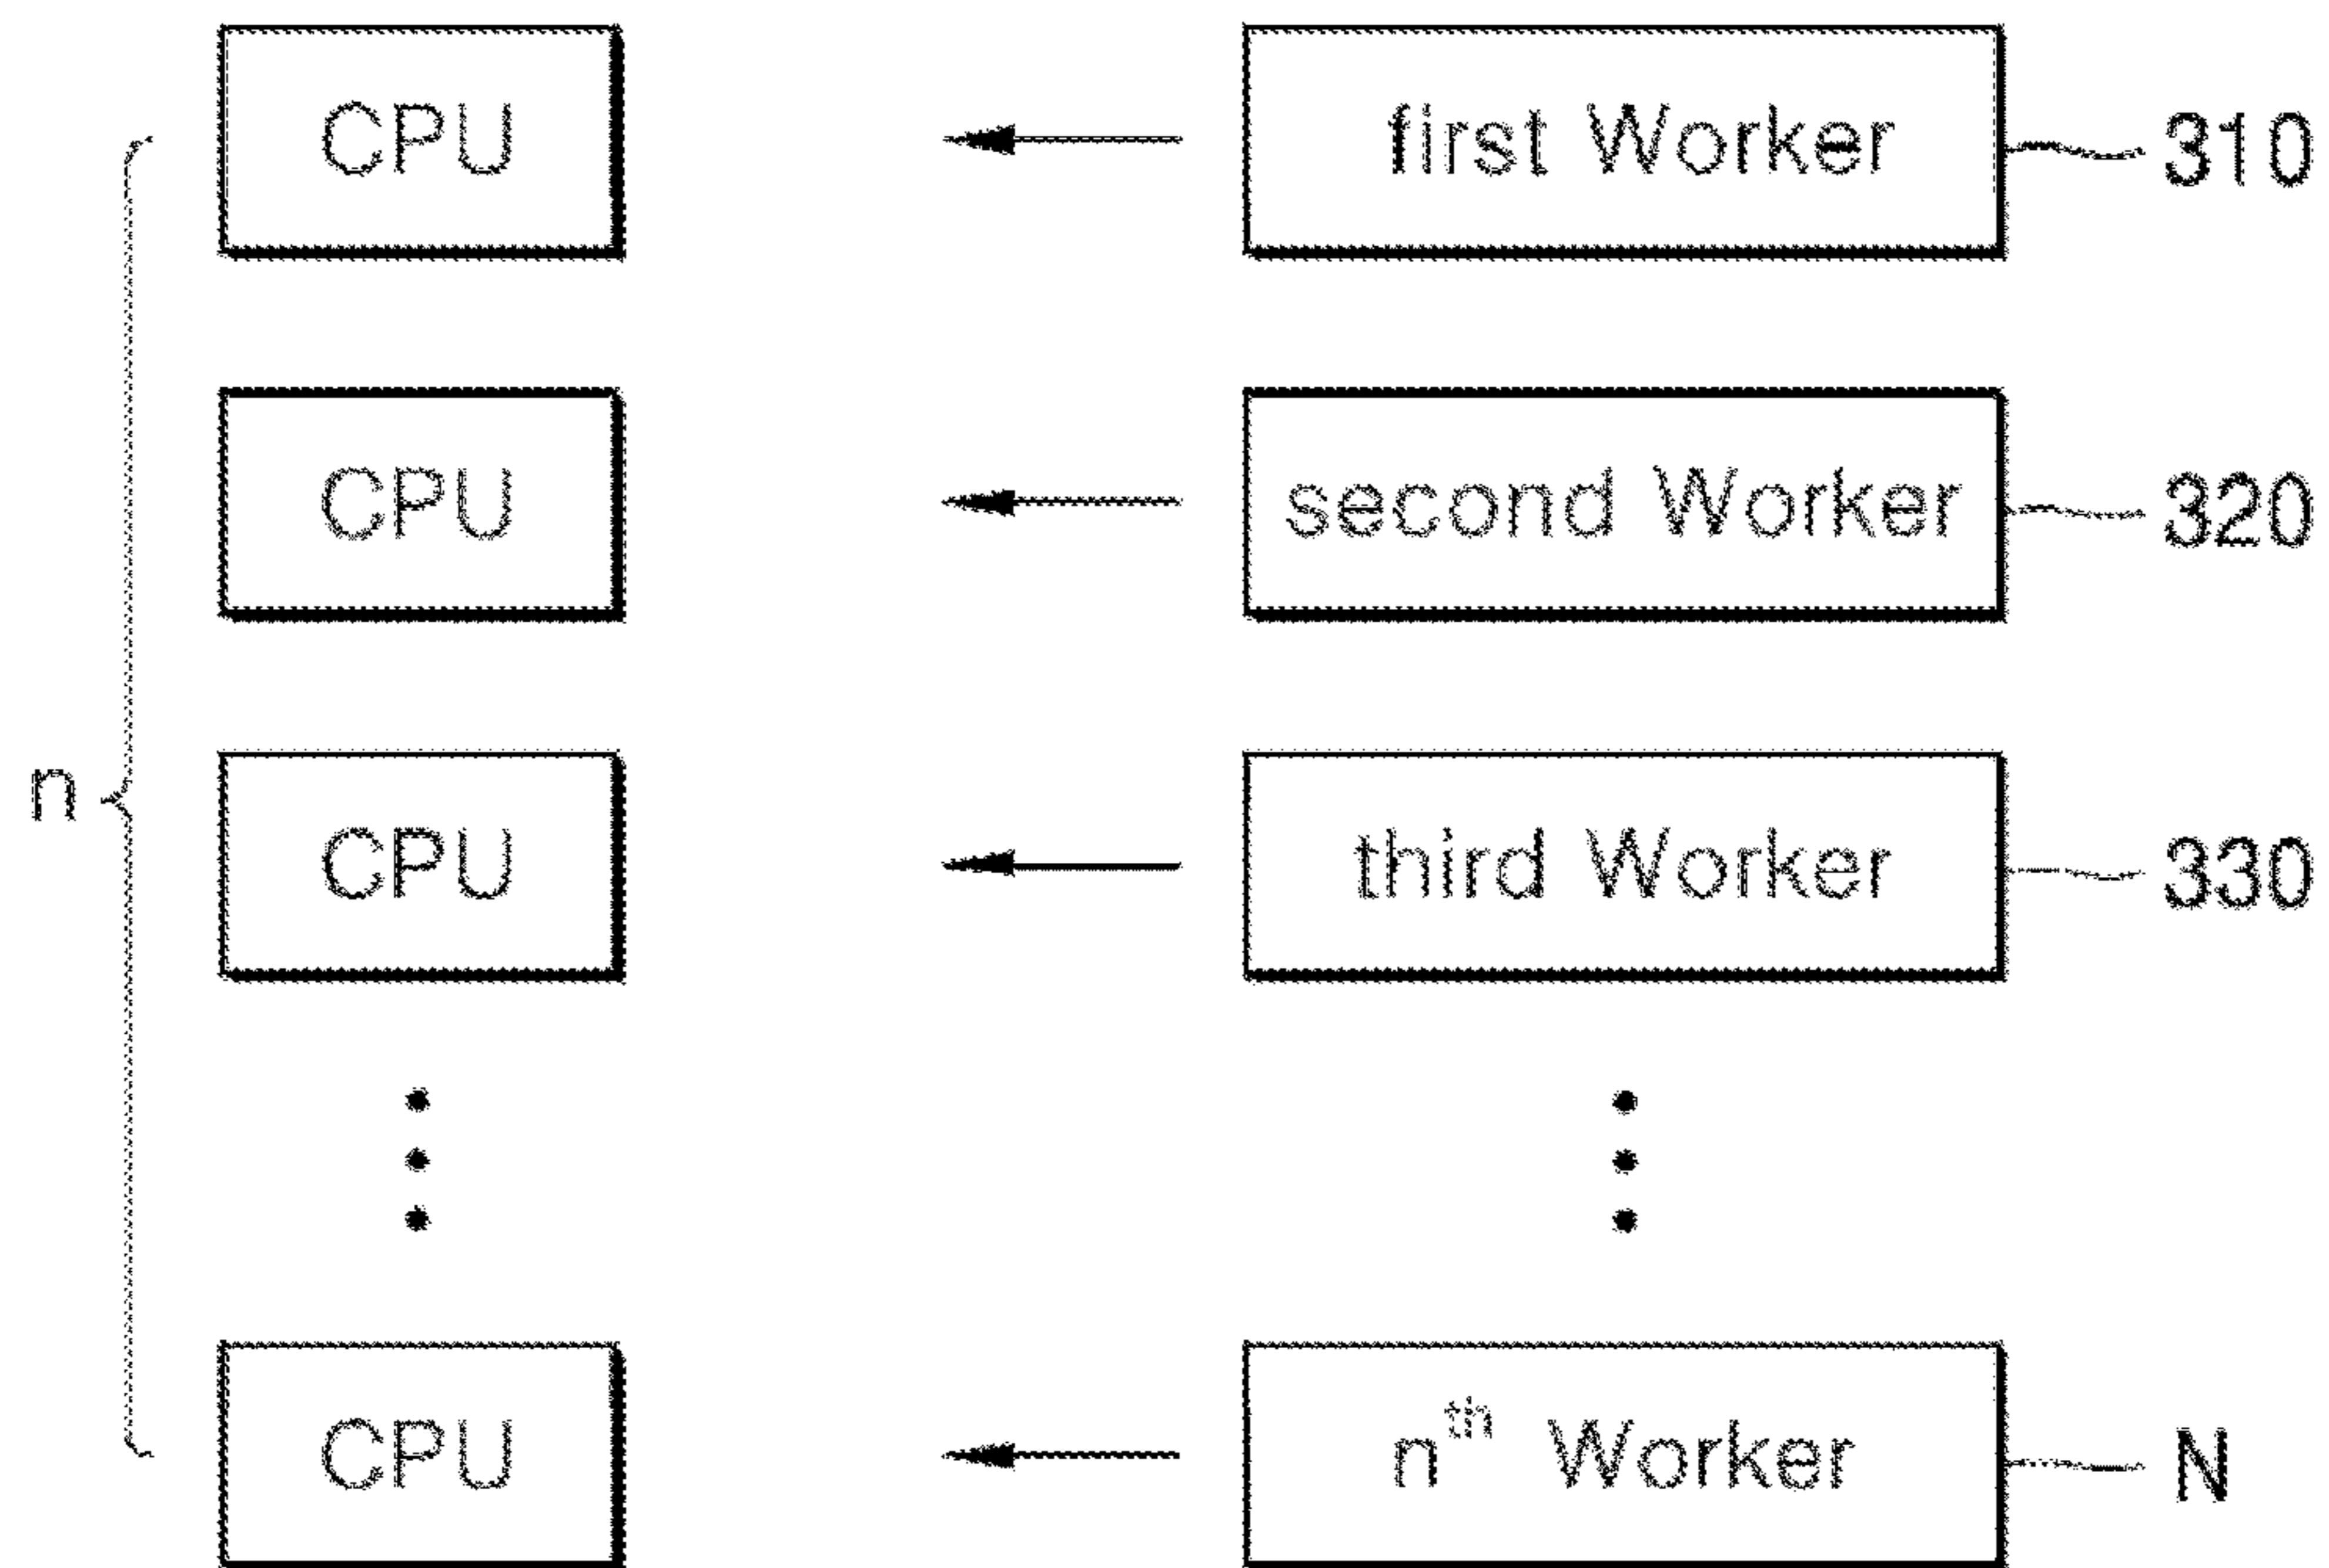 CPU first Worker 310
CPU second Worker 320
n CPU third Worker 330
CPU nth Worker N